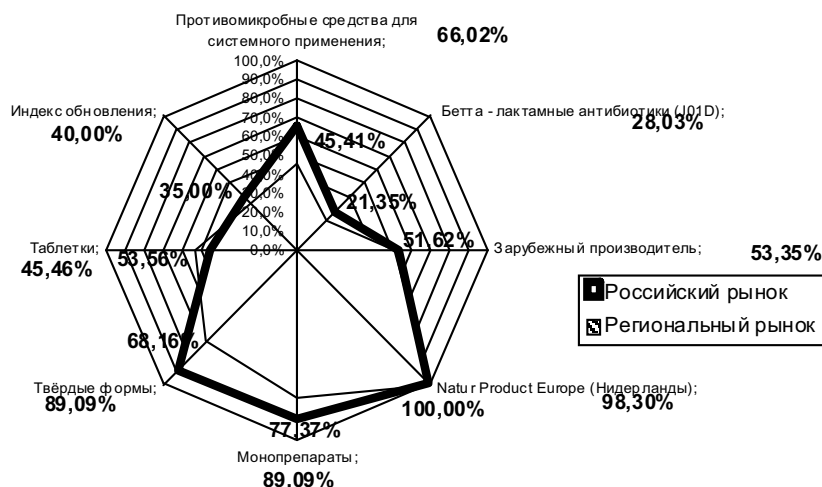 Противомикробные средства для
системного применения;
66,02%
100,0%
90,0%
80,0%
70,0%
60,0%
50,0%
40,0%
30,0%
20,0%
10,0%
0,0%
Индекс обновления;
40,00%
Бетта - лактамные антибиотики (J01D);
28,03%
45,41%
35,00%
21,35%
Таблетки;
45,46%
53,56%
51,62%
Зарубежный производитель;
53,35%
Российский рынок
Региональный рынок
68,16%
Твёрдые формы;
89,09%
Natur Product Europe (Нидерланды);
100,00%
98,30%
77,37%
Монопрепараты;
89,09%